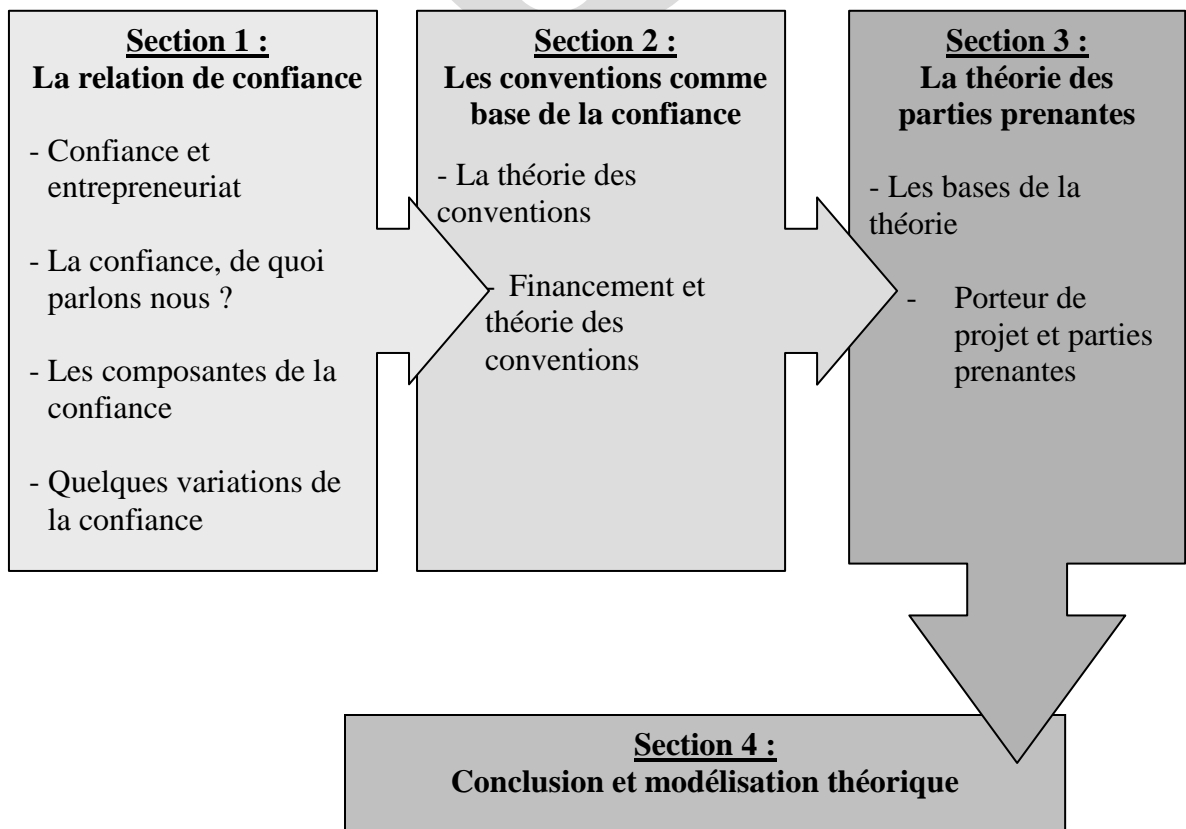 Section 1 :
La relation de confiance
- Confiance et
entrepreneuriat
- La confiance, de quoi
parlons nous ?
- Les composantes de la
confiance
- Quelques variations de
la confiance
Section 2 :
Les conventions comme
base de la confiance
- La théorie des
conventions
- Financement et
théorie des
conventions
Section 3 :
La théorie des
parties prenantes
- Les bases de la
théorie
- Porteur de
projet et parties
prenantes
Section 4 :
Conclusion et modélisation théorique